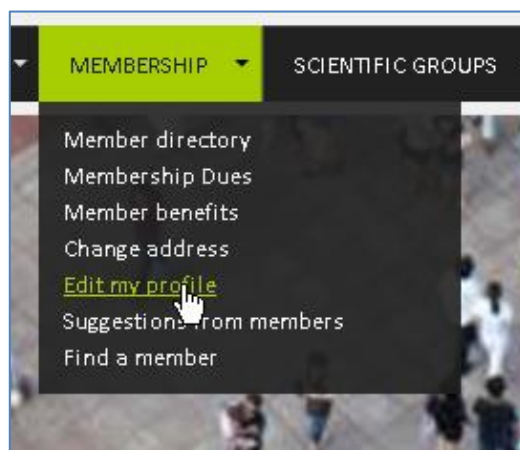 MEMBERSHIP SCIENTIFIC GROUPS
Member directory
Membership Dues
Member benefits
Change address
Edit my profile
Suggestions from members
Find a member